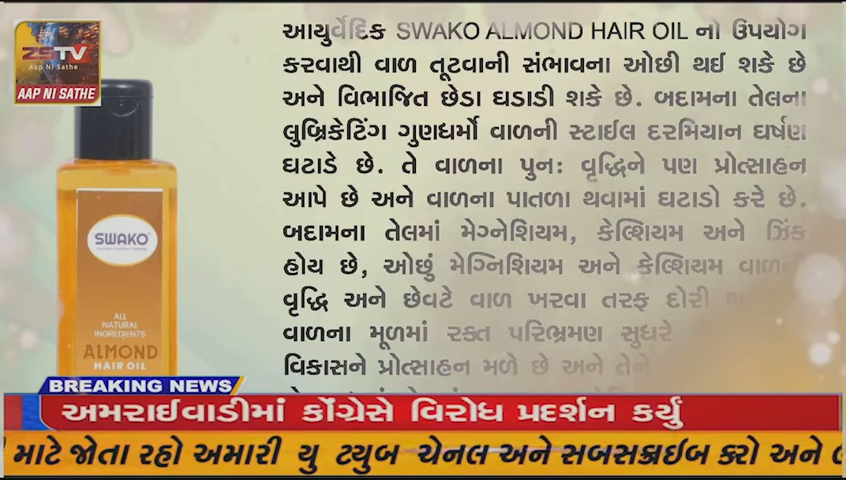 ZSTV
Aap Ni Sathe
AAP NI SATHE
આયુર્વેદિક SWAKO ALMOND HAIR OIL નો ઉપયોગ
કરવાથી વાળ તૂટવાની સંભાવના ઓછી થઈ શકે છે
અને વિભાજિત છેડા ઘડાડી શકે છે. બદામના તેલના
લુબ્રિકેટિંગ ગુણધર્મો વાળની સ્ટાઈલ દરમિયાન ઘર્ષણ
ઘટાડે છે. તે વાળના પુનઃ વૃદ્ધિને પણ પ્રોત્સાહન
આપે છે અને વાળના પાતળા થવામાં ઘટાડો કરે છે.
બદામના તેલમાં મેગ્નેશિયમ, કેલ્શિયમ અને ઝિંક
હોય છે, ઓછું મેગ્નિશિયમ અને કેલ્શિયમ વાળની
વૃદ્ધિ અને છેવટે વાળ ખરવા તરફ દોરી
વાળના મૂળમાં રક્ત પરિભ્રમણ સુધરે
વિકાસને પ્રોત્સાહન મળે છે અને તેને
SWAKO
ALL
NATURAL
INGREDIENTS
ALMOND
HAIR OIL
BREAKING NEWS
અમરાઈવાડીમાં કોંગ્રેસે વિરોધ પ્રદર્શન કર્યું
માટે જોતા રહો અમારી યુ ટ્યુબ ચેનલ અને સબસક્રાઇબ કરો અને